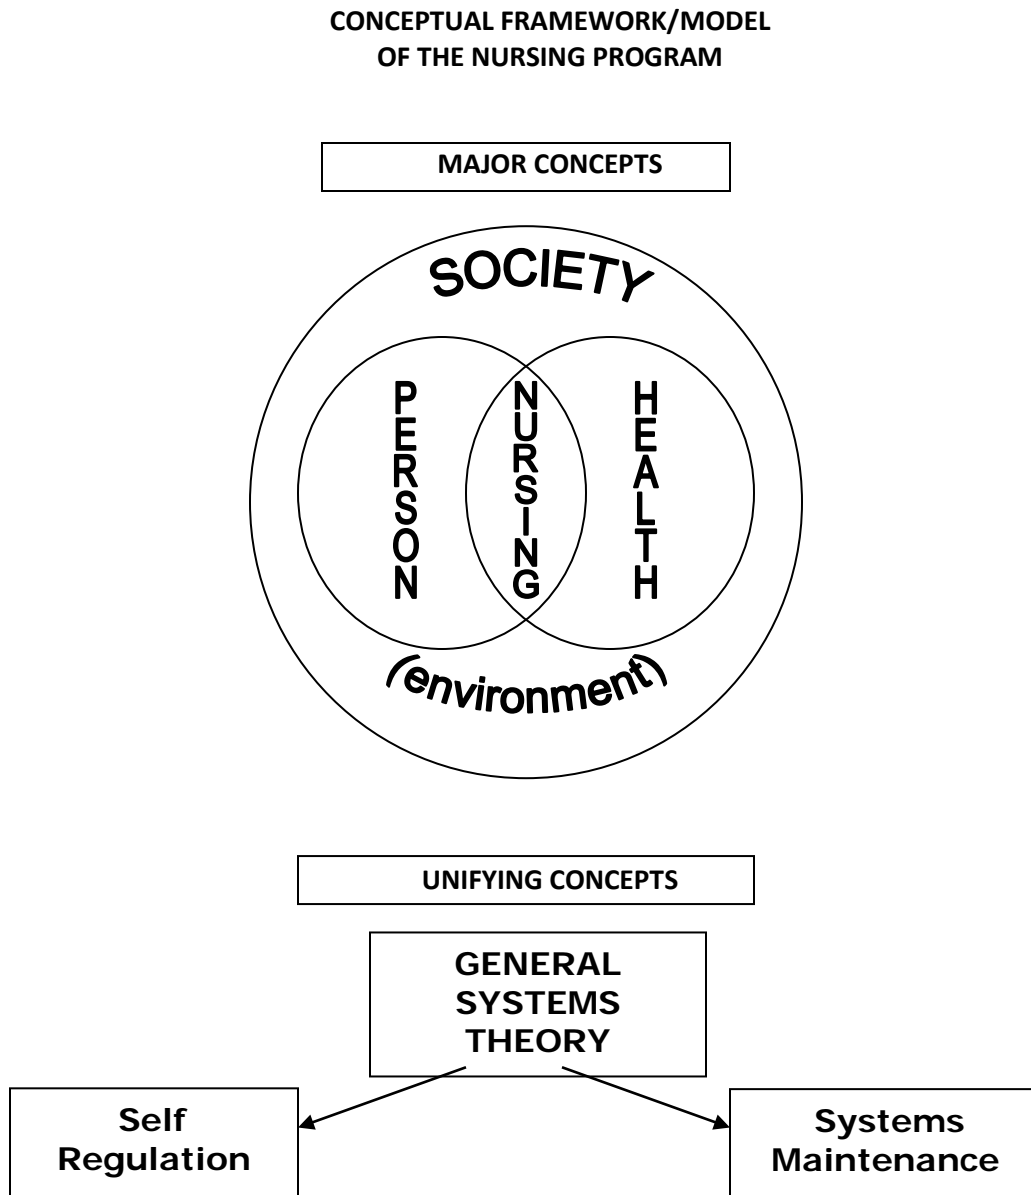 CONCEPTUAL FRAMEWORK/MODEL
OF THE NURSING PROGRAM
MAJOR CONCEPTS
SOCIETY
PERSON
NURSING
HEALTH
(environment)
UNIFYING CONCEPTS
GENERAL
SYSTEMS
THEORY
Self
Regulation
Systems
Maintenance